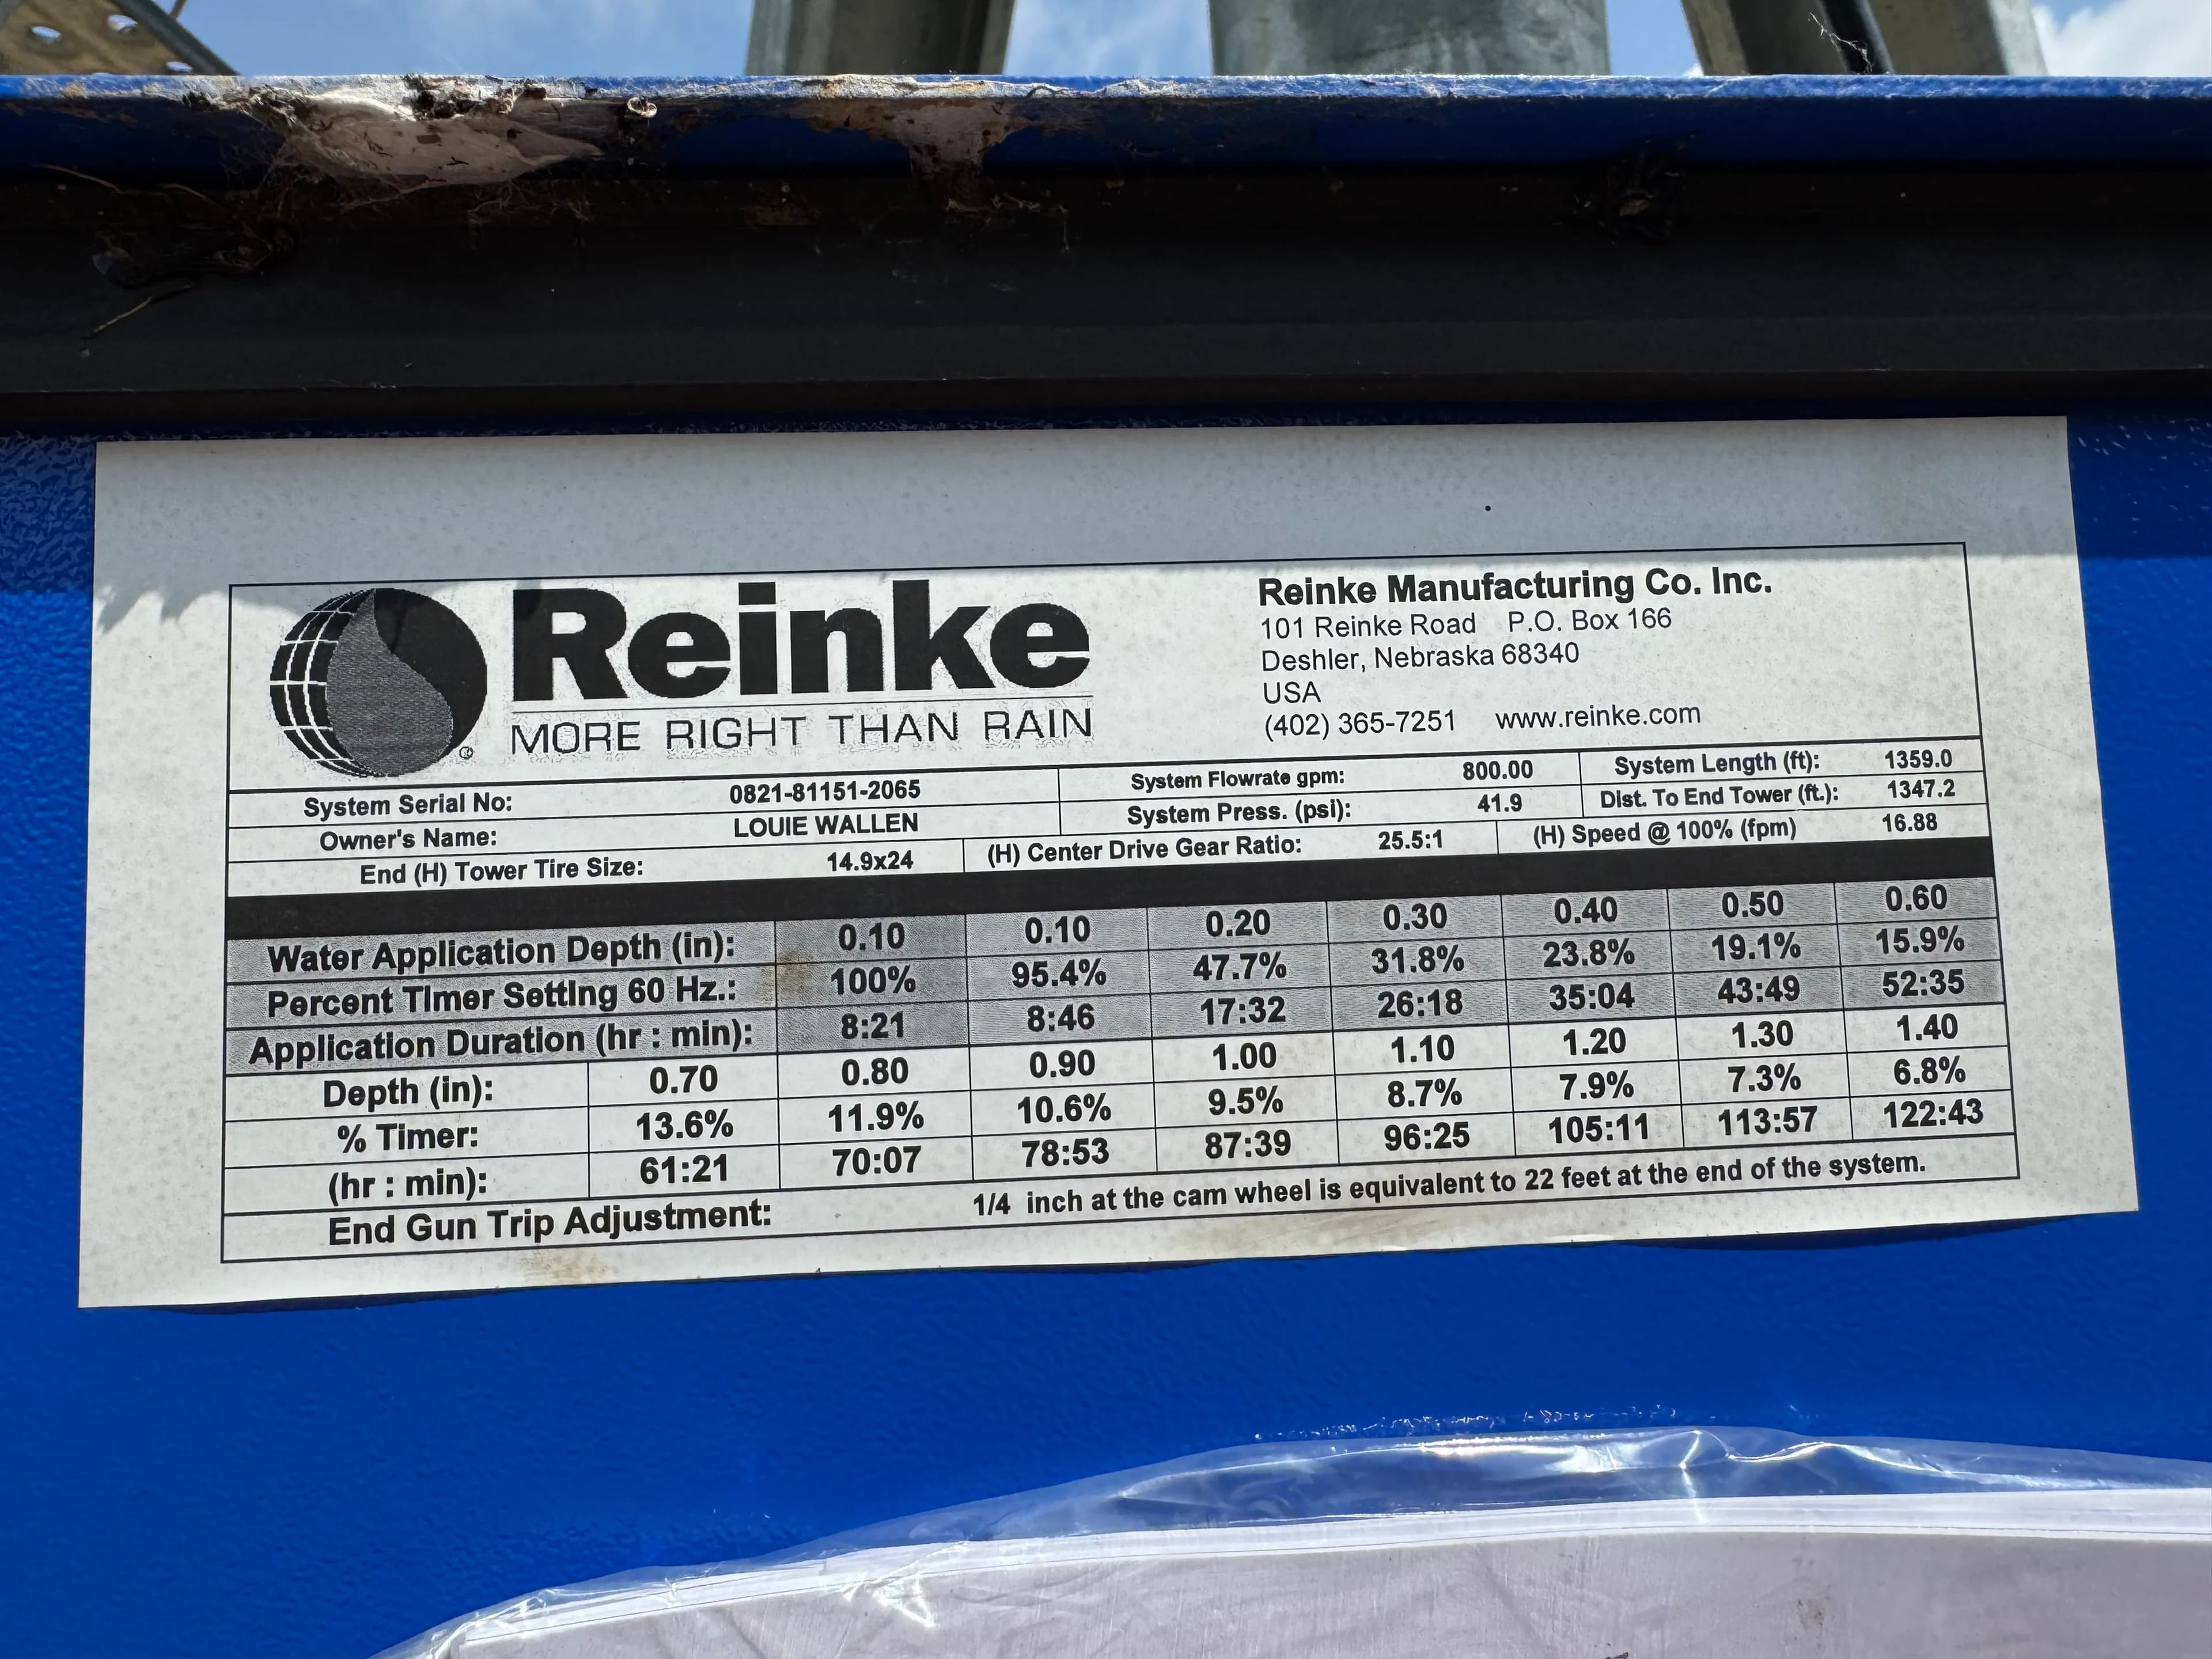 Reinke
MORE RIGHT THAN RAIN
®
Reinke Manufacturing Co. Inc.
101 Reinke Road P.O. Box 166
Deshler, Nebraska 68340
USA
(402) 365-7251 www.reinke.com
System Serial No: 0821-81151-2065 System Flowrate gpm: 800.00 System Length (ft): 1359.0
Owner's Name: LOUIE WALLEN System Press. (psi): 41.9 Dist. To End Tower (ft.): 1347.2
End (H) Tower Tire Size: 14.9x24 (H) Center Drive Gear Ratio: 25.5:1 (H) Speed @ 100% (fpm) 16.88
Water Application Depth (in): 0.10 0.10 0.20 0.30 0.40 0.50 0.60
Percent Timer Setting 60 Hz.: 100% 95.4% 47.7% 31.8% 23.8% 19.1% 15.9%
Application Duration (hr : min): 8:21 8:46 17:32 26:18 35:04 43:49 52:35
Depth (in): 0.70 0.80 0.90 1.00 1.10 1.20 1.30 1.40
% Timer: 13.6% 11.9% 10.6% 9.5% 8.7% 7.9% 7.3% 6.8%
(hr : min): 61:21 70:07 78:53 87:39 96:25 105:11 113:57 122:43
End Gun Trip Adjustment: 1/4 inch at the cam wheel is equivalent to 22 feet at the end of the system.